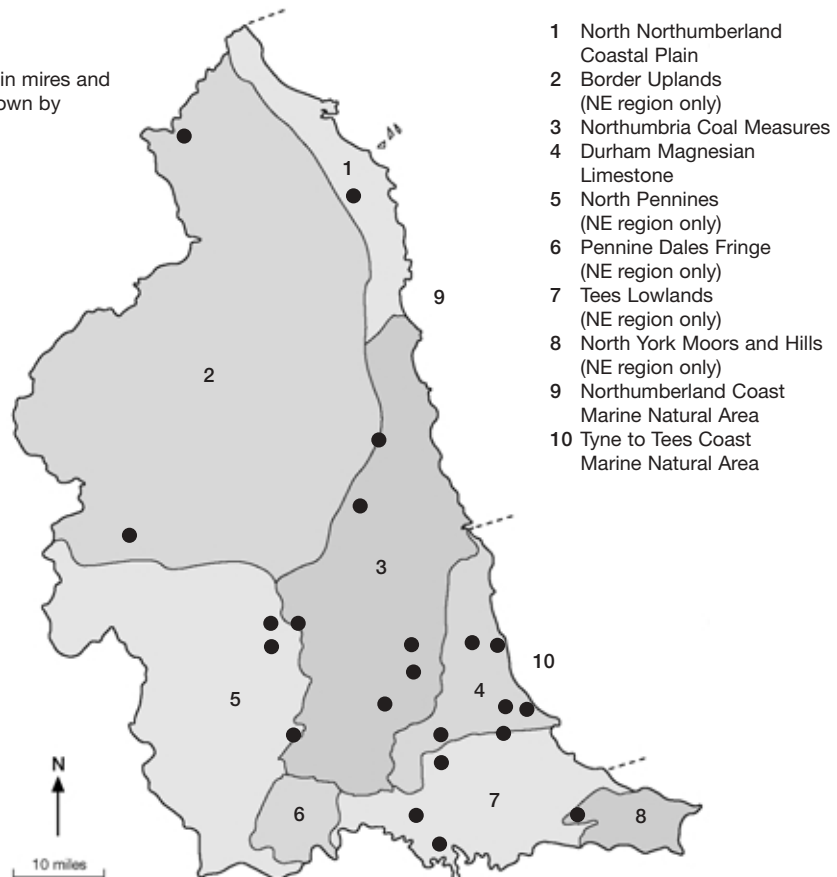 in mires and
own by
1 North Northumberland
Coastal Plain
2 Border Uplands
(NE region only)
3 Northumbria Coal Measures
4 Durham Magnesian
Limestone
5 North Pennines
(NE region only)
6 Pennine Dales Fringe
(NE region only)
7 Tees Lowlands
(NE region only)
8 North York Moors and Hills
(NE region only)
9 Northumberland Coast
Marine Natural Area
10 Tyne to Tees Coast
Marine Natural Area
1
9
2
3
10
5
4
N
7
6
8
10 miles